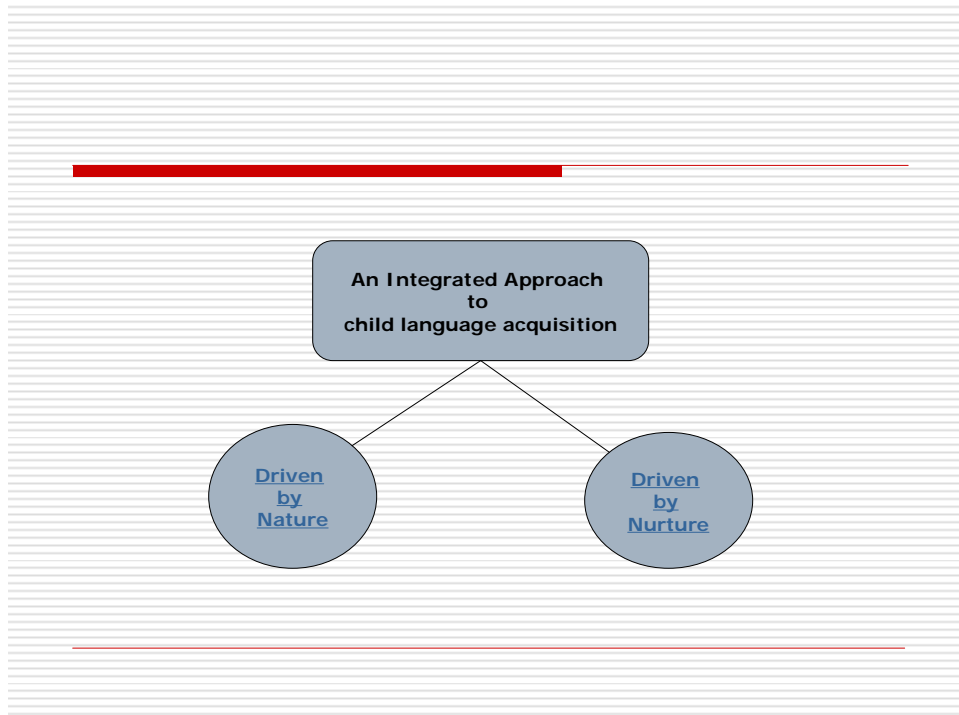 An Integrated Approach
to
child language acquisition
Driven
by
Nature
Driven
by
Nurture